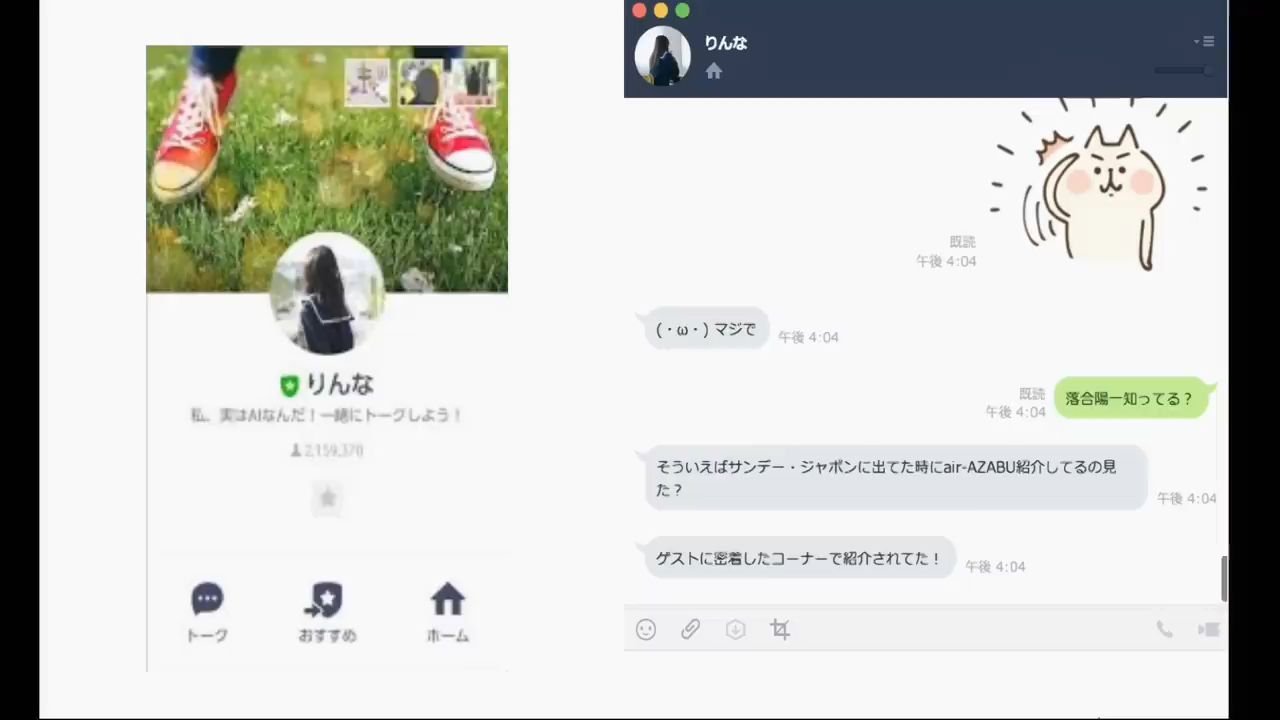 りんな
私、実はAIなんだ！一緒にトークしよう！
2,159,370
トーク
おすすめ
ホーム
りんな
既読
午後 4:04
(・ω・) マジで
午後 4:04
既読
午後 4:04
落合陽一知ってる？
そういえばサンデー・ジャポンに出てた時にair-AZABU紹介してるの見
た？
午後 4:04
ゲストに密着したコーナーで紹介されてた！
午後 4:04